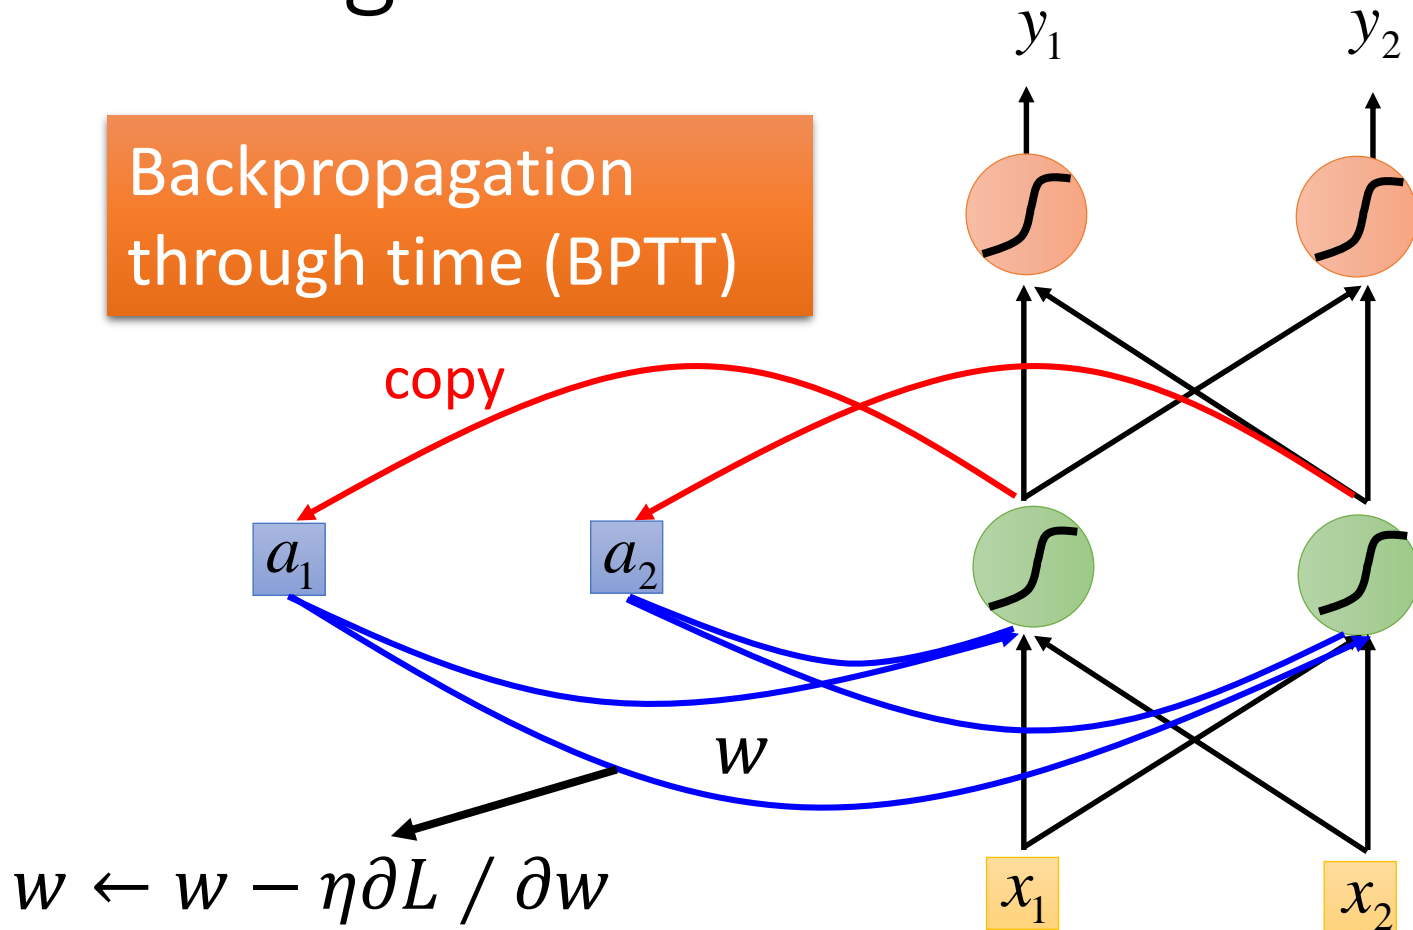 g
y₁ y₂
Backpropagation
through time (BPTT)
copy
a₁ a₂
w
w ← w − η∂L / ∂w
x₁ x₂